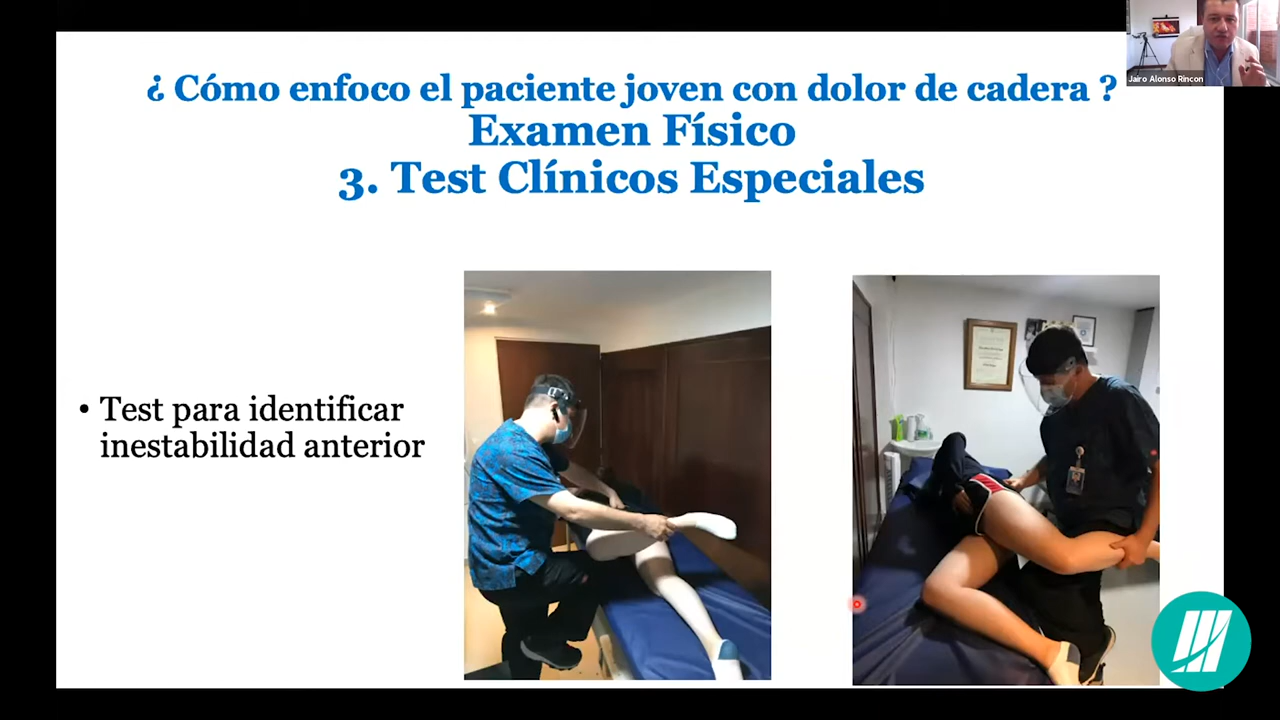 Jairo Alonso Rincon
¿ Cómo enfoco el paciente joven con dolor de cadera ?
Examen Físico
3. Test Clínicos Especiales
• Test para identificar
inestabilidad anterior